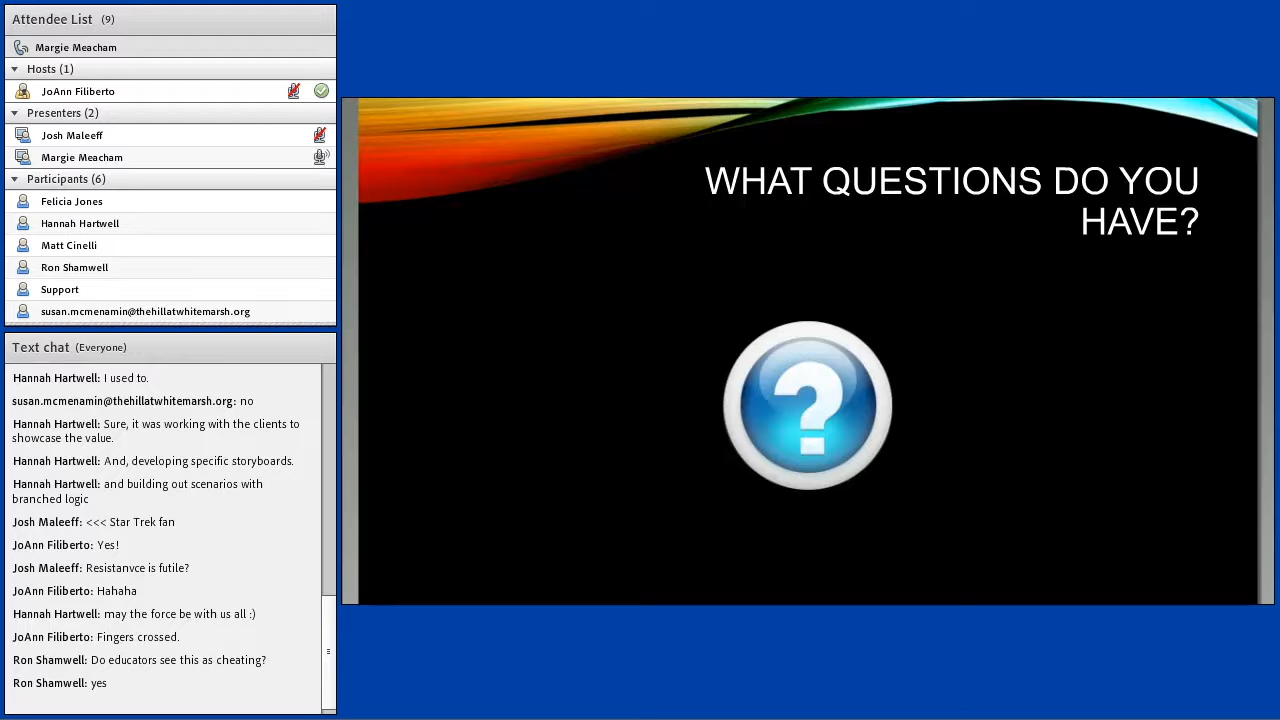 Attendee List (9)
Margie Meacham
Hosts (1)
JoAnn Filiberto
Presenters (2)
Josh Maleeff
Margie Meacham
Participants (6)
Felicia Jones
Hannah Hartwell
Matt Cinelli
Ron Shamwell
Support
susan.mcmenamin@thehillatwhitemarsh.org
Text chat (Everyone)
Hannah Hartwell: I used to.
susan.mcmenamin@thehillatwhitemarsh.org: no
Hannah Hartwell: Sure, it was working with the clients to
showcase the value.
Hannah Hartwell: And, developing specific storyboards.
Hannah Hartwell: and building out scenarios with
branched logic
Josh Maleeff: <<< Star Trek fan
JoAnn Filiberto: Yes!
Josh Maleeff: Resistanvce is futile?
JoAnn Filiberto: Hahaha
Hannah Hartwell: may the force be with us all :)
JoAnn Filiberto: Fingers crossed.
Ron Shamwell: Do educators see this as cheating?
Ron Shamwell: yes
WHAT QUESTIONS DO YOU
HAVE?
?